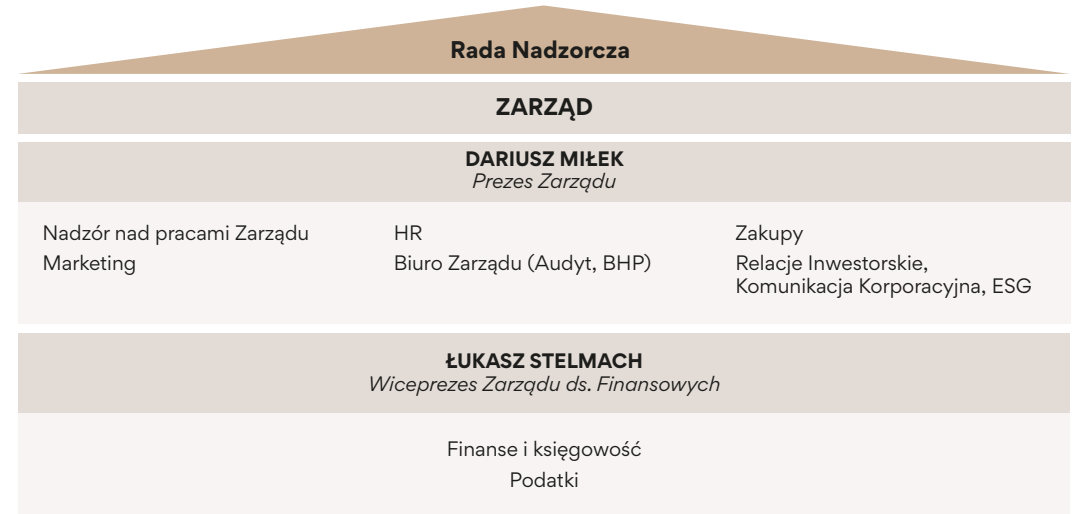 Rada Nadzorcza
ZARZĄD
DARIUSZ MIŁEK
Prezes Zarządu
Nadzór nad pracami Zarządu
Marketing
HR
Biuro Zarządu (Audyt, BHP)
Zakupy
Relacje Inwestorskie,
Komunikacja Korporacyjna, ESG
ŁUKASZ STELMACH
Wiceprezes Zarządu ds. Finansowych
Finanse i księgowość
Podatki